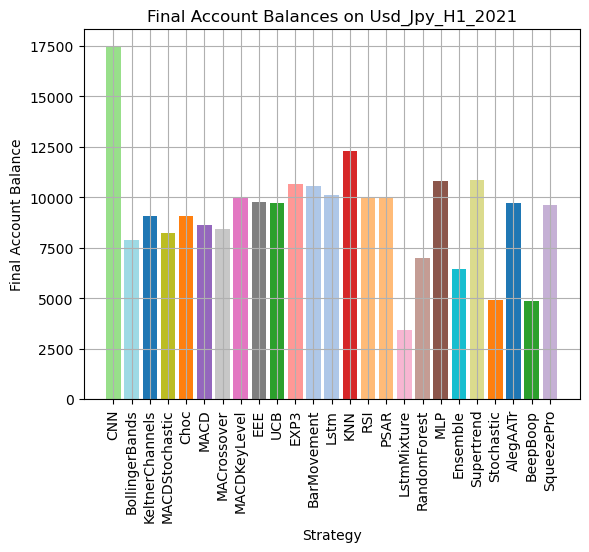 Final Account Balances on Usd_Jpy_H1_2021
Final Account Balance
17500
15000
12500
10000
7500
5000
2500
0
CNN
BollingerBands
KeltnerChannels
MACDStochastic
Choc
MACD
MACrossover
MACDKeyLevel
EEE
UCB
EXP3
BarMovement
Lstm
KNN
RSI
PSAR
LstmMixture
RandomForest
MLP
Ensemble
Supertrend
Stochastic
AlegAATr
BeepBoop
SqueezePro
Strategy